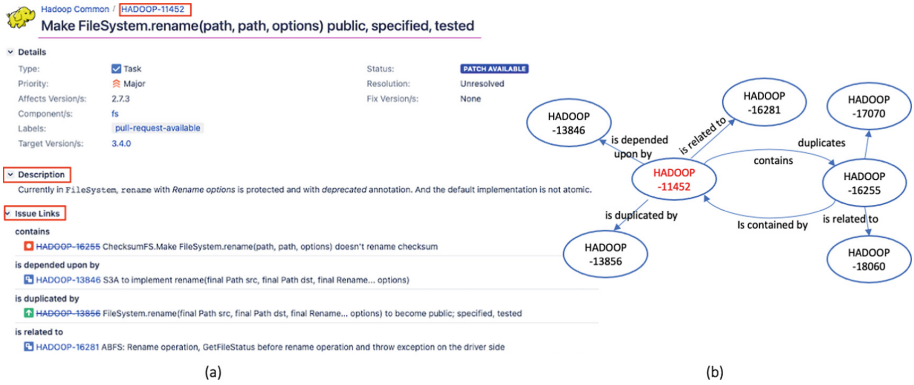 Hadoop Common / HADOOP-11452
Make FileSystem.rename(path, path, options) public, specified, tested
Details
Type: Task Status: PATCH AVAILABLE
Priority: Major Resolution: Unresolved
Affects Version/s: 2.7.3 Fix Version/s: None
Component/s: fs
Labels: pull-request-available
Target Version/s: 3.4.0
Description
Currently in FileSystem, rename with Rename options is protected and with deprecated annotation. And the default implementation is not atomic.
Issue Links
contains
HADOOP-16255 ChecksumFS.Make FileSystem.rename(path, path, options) doesn't rename checksum
is depended upon by
HADOOP-13846 S3A to implement rename(final Path src, final Path dst, final Rename... options)
is duplicated by
HADOOP-13856 FileSystem.rename(final Path src, final Path dst, final Rename... options) to become public; specified, tested
is related to
HADOOP-16281 ABFS: Rename operation, GetFileStatus before rename operation and throw exception on the driver side
(a)
HADOOP
-13846
HADOOP
-16281
HADOOP
-17070
is depended
upon by
is related to
duplicates
contains
HADOOP
-11452
HADOOP
-16255
is duplicated by
Is contained by
is related to
HADOOP
-13856
HADOOP
-18060
(b)